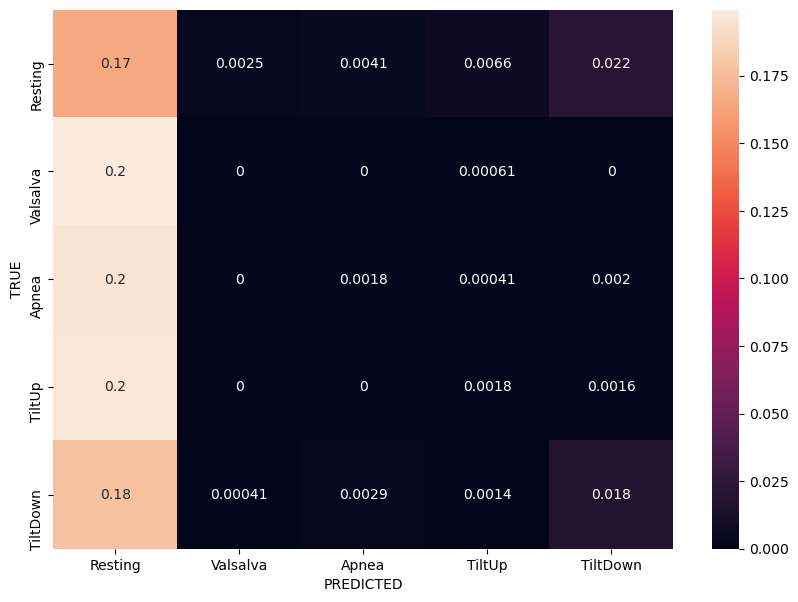 Resting 0.17 0.0025 0.0041 0.0066 0.022
Valsalva 0.2 0 0 0.00061 0
Apnea 0.2 0 0.0018 0.00041 0.002
TiltUp 0.2 0 0 0.0018 0.0016
TiltDown 0.18 0.00041 0.0029 0.0014 0.018
TRUE
Resting Valsalva Apnea TiltUp TiltDown
PREDICTED
0.175
0.150
0.125
0.100
0.075
0.050
0.025
0.000